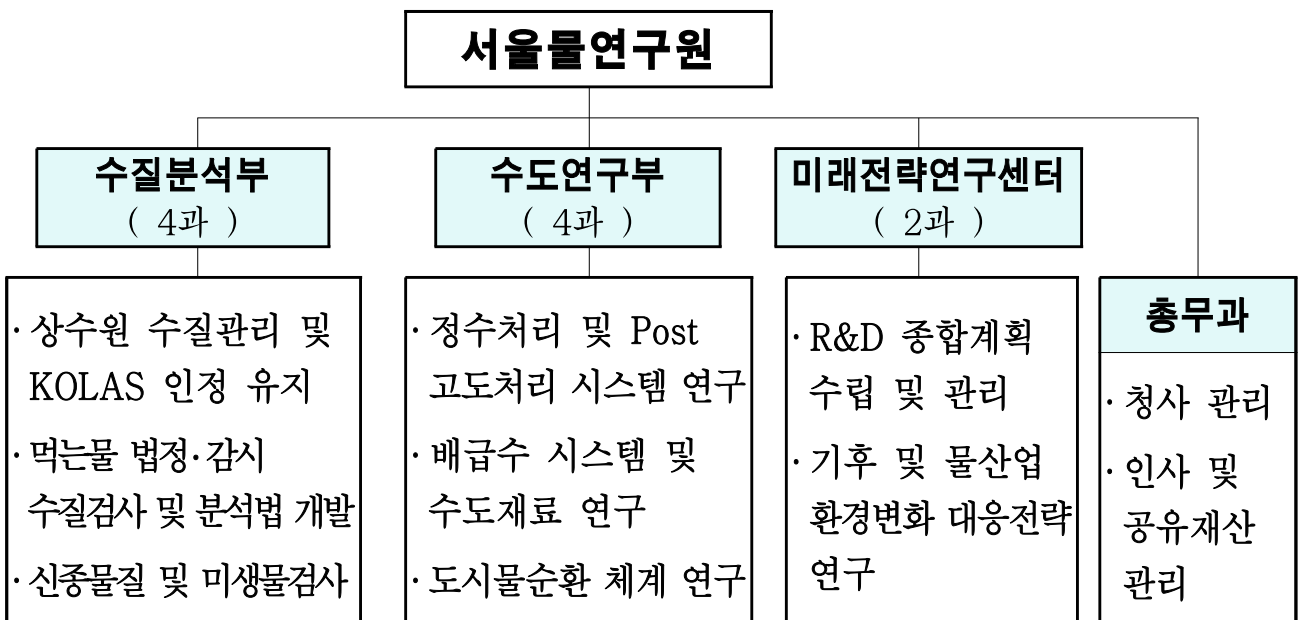 서울물연구원
수질분석부
( 4과 )
· 상수원 수질관리 및
KOLAS 인정 유지
· 먹는물 법정·감시
수질검사 및 분석법 개발
· 신종물질 및 미생물검사
수도연구부
( 4과 )
· 정수처리 및 Post
고도처리 시스템 연구
· 배급수 시스템 및
수도재료 연구
· 도시물순환 체계 연구
미래전략연구센터
( 2과 )
· R&D 종합계획
수립 및 관리
· 기후 및 물산업
환경변화 대응전략
연구
총무과
· 청사 관리
· 인사 및
공유재산
관리